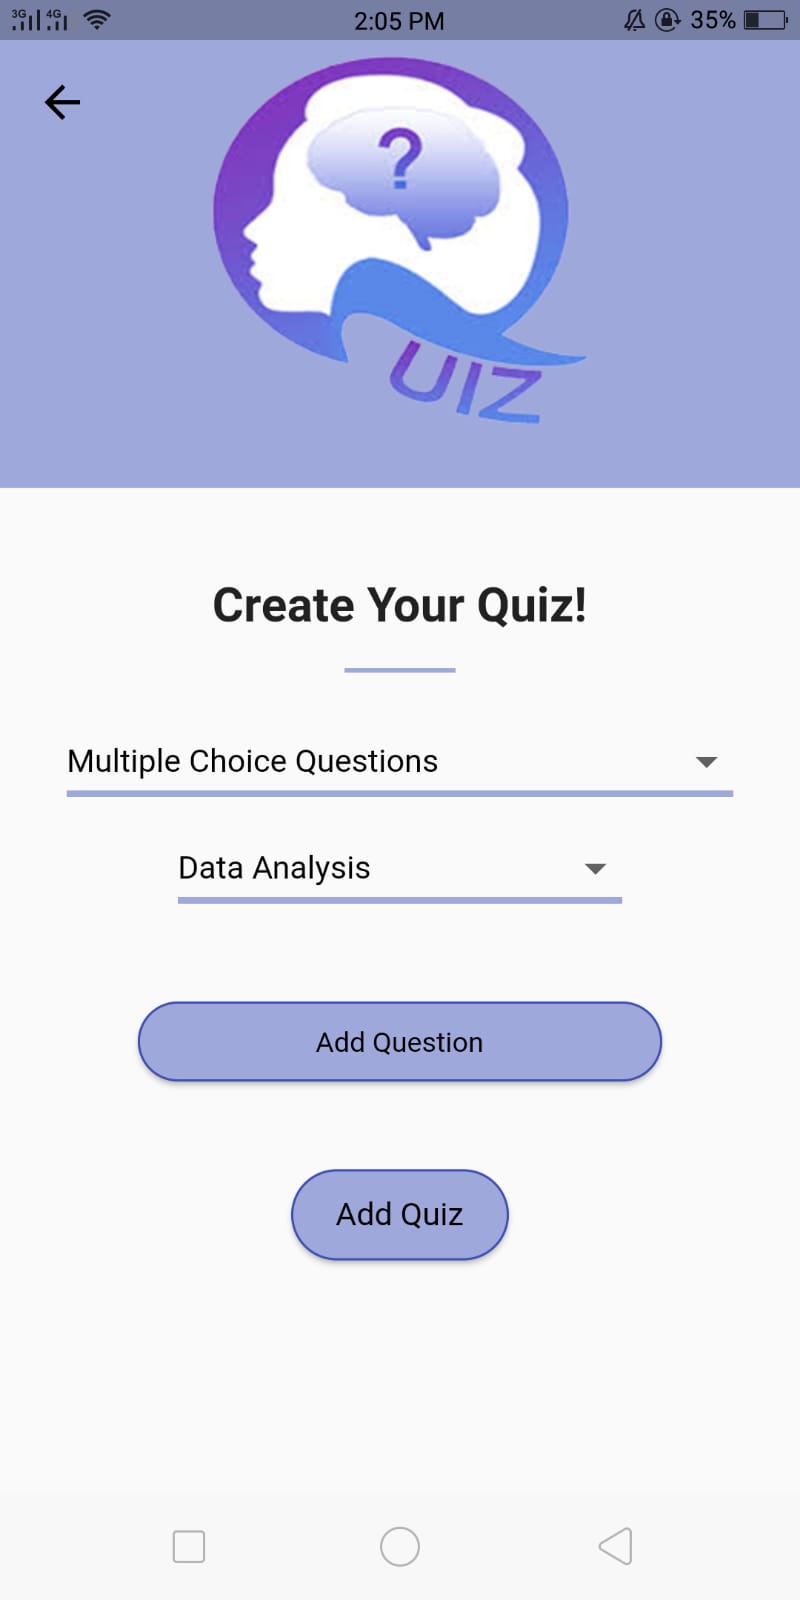 3G 4G 2:05 PM 35%
?
UIZ
Create Your Quiz!
Multiple Choice Questions
Data Analysis
Add Question
Add Quiz